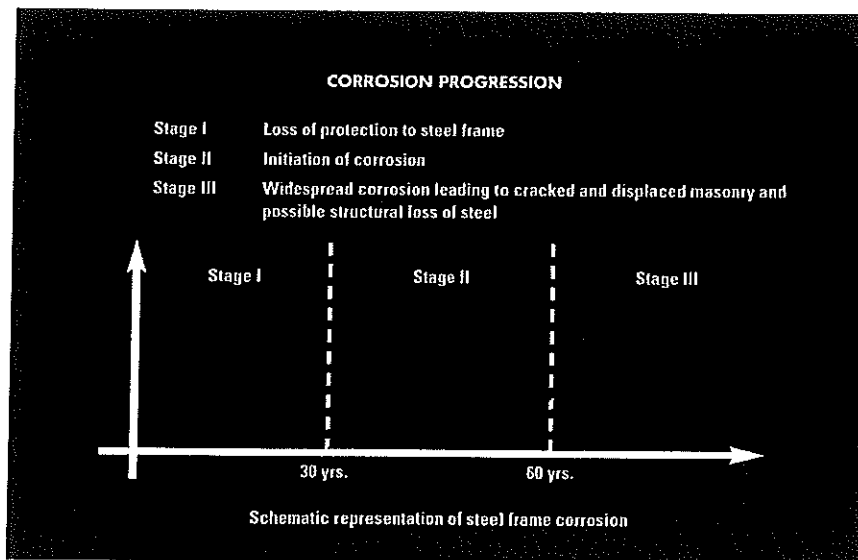 CORROSION PROGRESSION
Stage I Loss of protection to steel frame
Stage II Initiation of corrosion
Stage III Widespread corrosion leading to cracked and displaced masonry and
possible structural loss of steel
Stage I Stage II Stage III
30 yrs. 60 yrs.
Schematic representation of steel frame corrosion